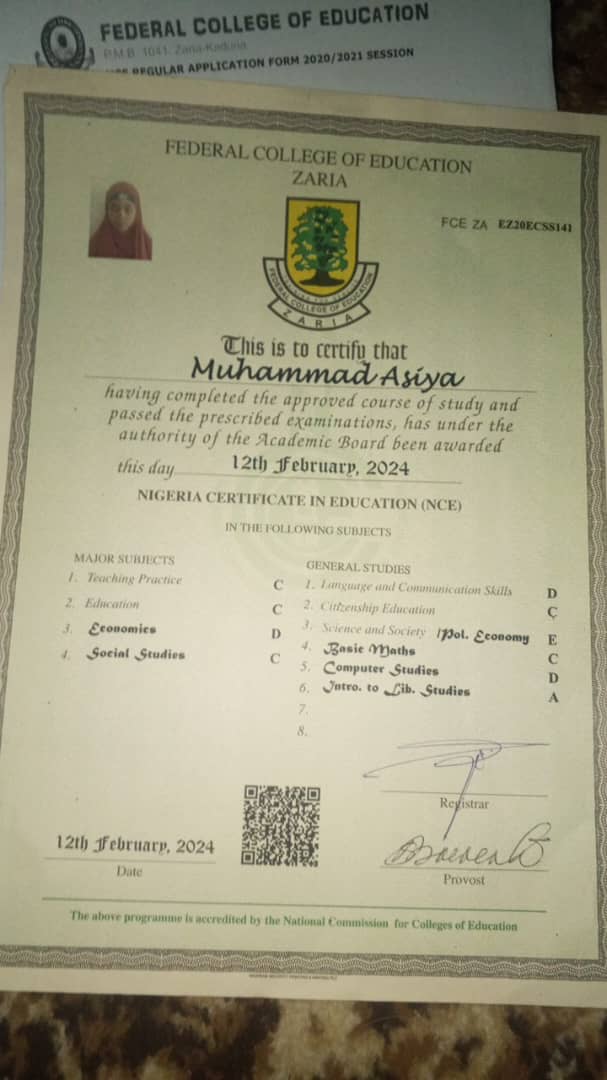 FEDERAL COLLEGE OF EDUCATION
P.M.B. 1041, Zaria-Kaduna
REGULAR APPLICATION FORM 2020/2021 SESSION
FEDERAL COLLEGE OF EDUCATION
ZARIA
FCE ZA EZ20ECSS141
FEDERAL COLLEGE OF EDUCATION
ZARIA
This is to certify that
Muhammad Asiya
having completed the approved course of study and
passed the prescribed examinations, has under the
authority of the Academic Board been awarded
this day 12th February, 2024
NIGERIA CERTIFICATE IN EDUCATION (NCE)
IN THE FOLLOWING SUBJECTS
MAJOR SUBJECTS
1. Teaching Practice C
2. Education C
3. Economics D
4. Social Studies C
GENERAL STUDIES
1. Language and Communication Skills D
2. Citizenship Education C
3. Science and Society /Pol. Economy E
4. Basic Maths C
5. Computer Studies D
6. Intro. to Lib. Studies A
7.
8.
Registrar
12th February, 2024
Date
Provost
The above programme is accredited by the National Commission for Colleges of Education